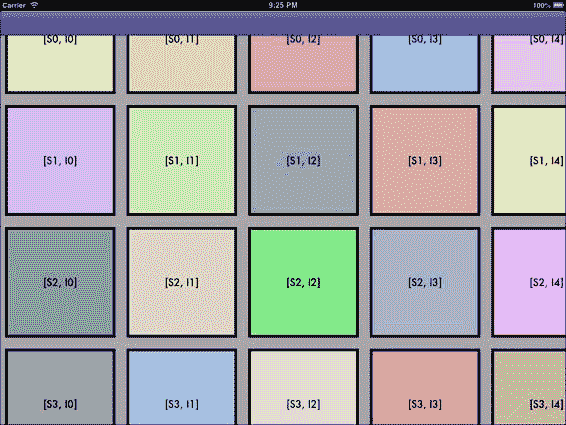 Carrier 9:25 PM 100%
[S0, I0] [S0, I1] [S0, I2] [S0, I3] [S0, I4]
[S1, I0] [S1, I1] [S1, I2] [S1, I3] [S1, I4]
[S2, I0] [S2, I1] [S2, I2] [S2, I3] [S2, I4]
[S3, I0] [S3, I1] [S3, I2] [S3, I3] [S3, I4]